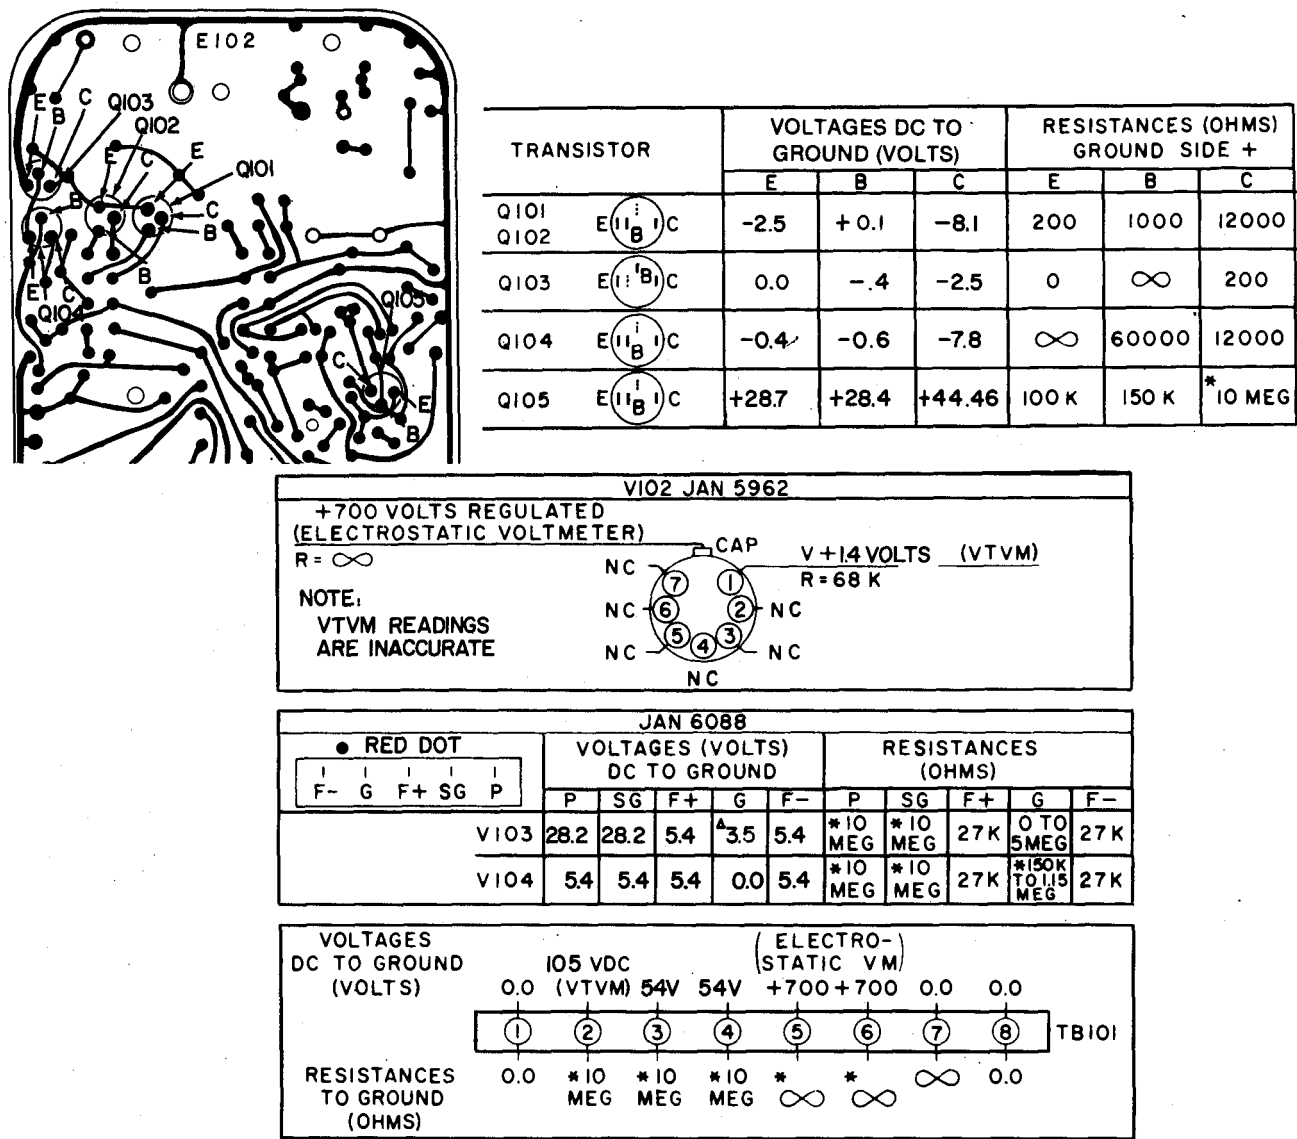 E102
E
B
C
Q103
Q102
E
C
E
Q101
B
C
B
B
E
C
Q104
Q105
C
E
B
TRANSISTOR
VOLTAGES DC TO
GROUND (VOLTS)
RESISTANCES (OHMS)
GROUND SIDE +
E B C E B C
Q101
Q102
E B C -2.5 +0.1 -8.1 200 1000 12000
Q103 E B C 0.0 -.4 -2.5 0 ∞ 200
Q104 E B C -0.4 -0.6 -7.8 ∞ 60000 12000
Q105 E B C +28.7 +28.4 +44.46 100 K 150 K *10 MEG
V102 JAN 5962
+700 VOLTS REGULATED
(ELECTROSTATIC VOLTMETER)
R = ∞
CAP
V +1.4 VOLTS (VTVM)
R = 68 K
NOTE:
VTVM READINGS
ARE INACCURATE
NC 7 1
NC 6 2 NC
NC 5 4 3 NC
NC
JAN 6088
● RED DOT
F- G F+ SG P
VOLTAGES (VOLTS)
DC TO GROUND
RESISTANCES
(OHMS)
P SG F+ G F- P SG F+ G F-
V103 28.2 28.2 5.4 △3.5 5.4 *10 MEG *10 MEG 27K 0 TO 5MEG 27K
V104 5.4 5.4 5.4 0.0 5.4 *10 MEG *10 MEG 27K *150K TO 1.15 MEG 27K
VOLTAGES
DC TO GROUND
(VOLTS)
(ELECTRO-
STATIC VM)
105 VDC
0.0 (VTVM) 54V 54V +700 +700 0.0 0.0
1 2 3 4 5 6 7 8 TB101
RESISTANCES
TO GROUND
(OHMS)
0.0 *10 MEG *10 MEG *10 MEG *∞ *∞ ∞ 0.0